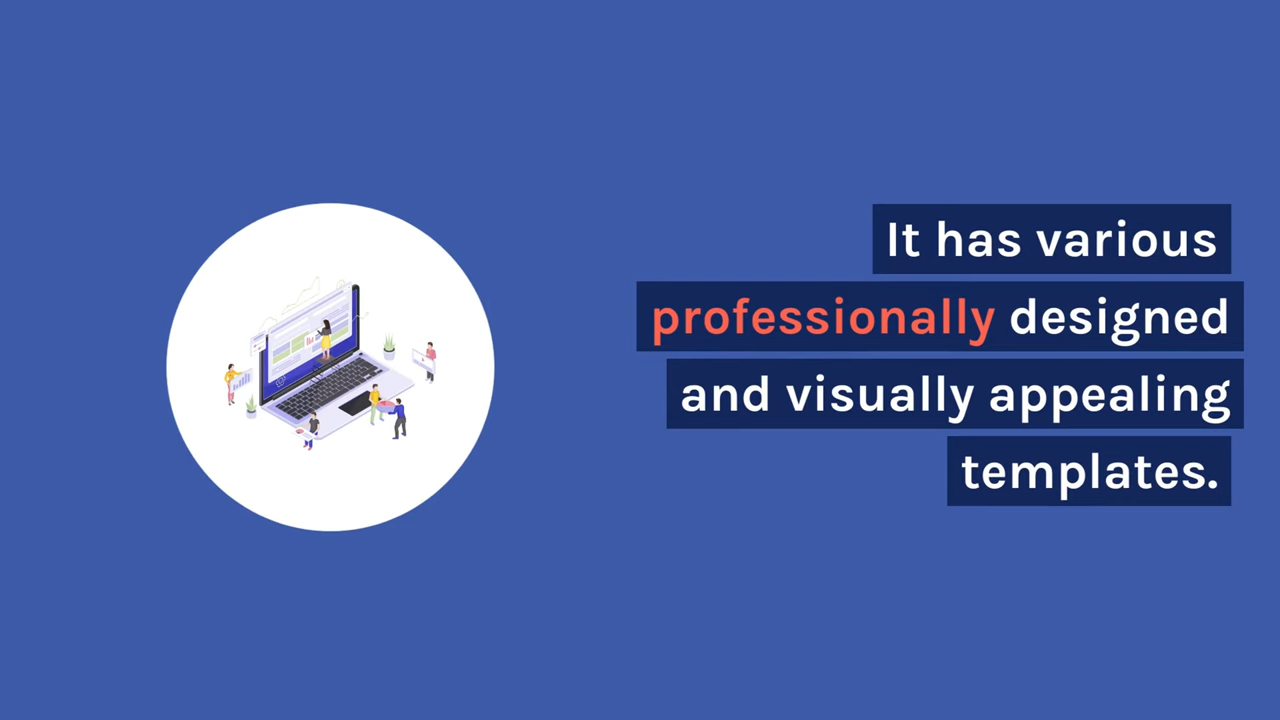 It has various
professionally designed
and visually appealing
templates.